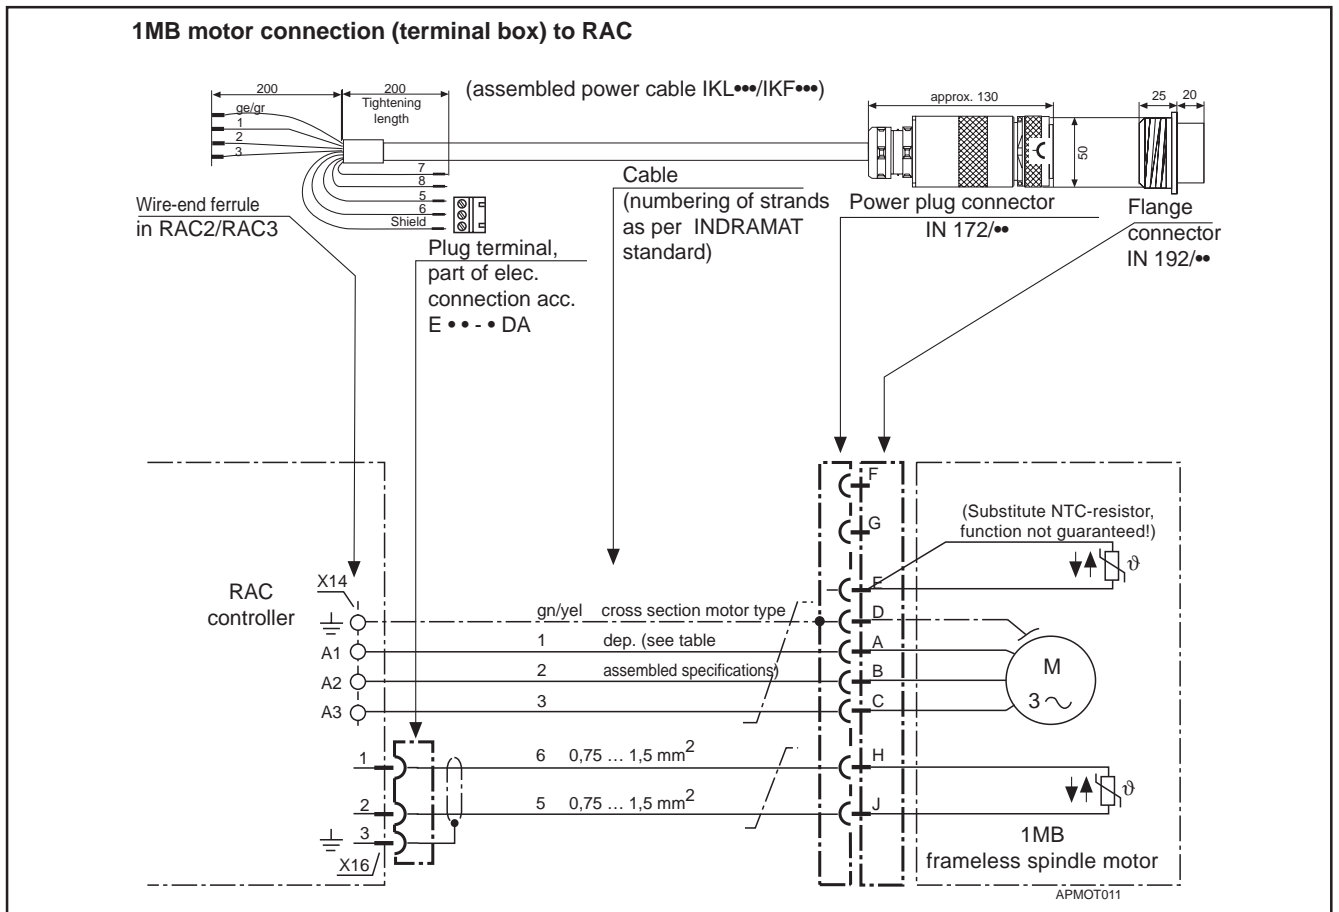 1MB motor connection (terminal box) to RAC
200
200
Tightening
length
(assembled power cable IKL•••/IKF•••)
approx. 130
25
20
ge/gr
1
2
3
7
8
5
6
Shield
50
Wire-end ferrule
in RAC2/RAC3
Plug terminal,
part of elec.
connection acc.
E • • - • DA
Cable
(numbering of strands
as per INDRAMAT
standard)
Power plug connector
IN 172/••
Flange
connector
IN 192/••
F
G
(Substitute NTC-resistor,
function not guaranteed!)
ϑ
E
RAC
controller
X14
gn/yel cross section motor type
D
A1
1 dep. (see table
A
A2
2 assembled specifications)
B
A3
3
C
M
3
1
6 0,75 ... 1,5 mm2
H
2
5 0,75 ... 1,5 mm2
J
ϑ
3
X16
1MB
frameless spindle motor
APMOT011